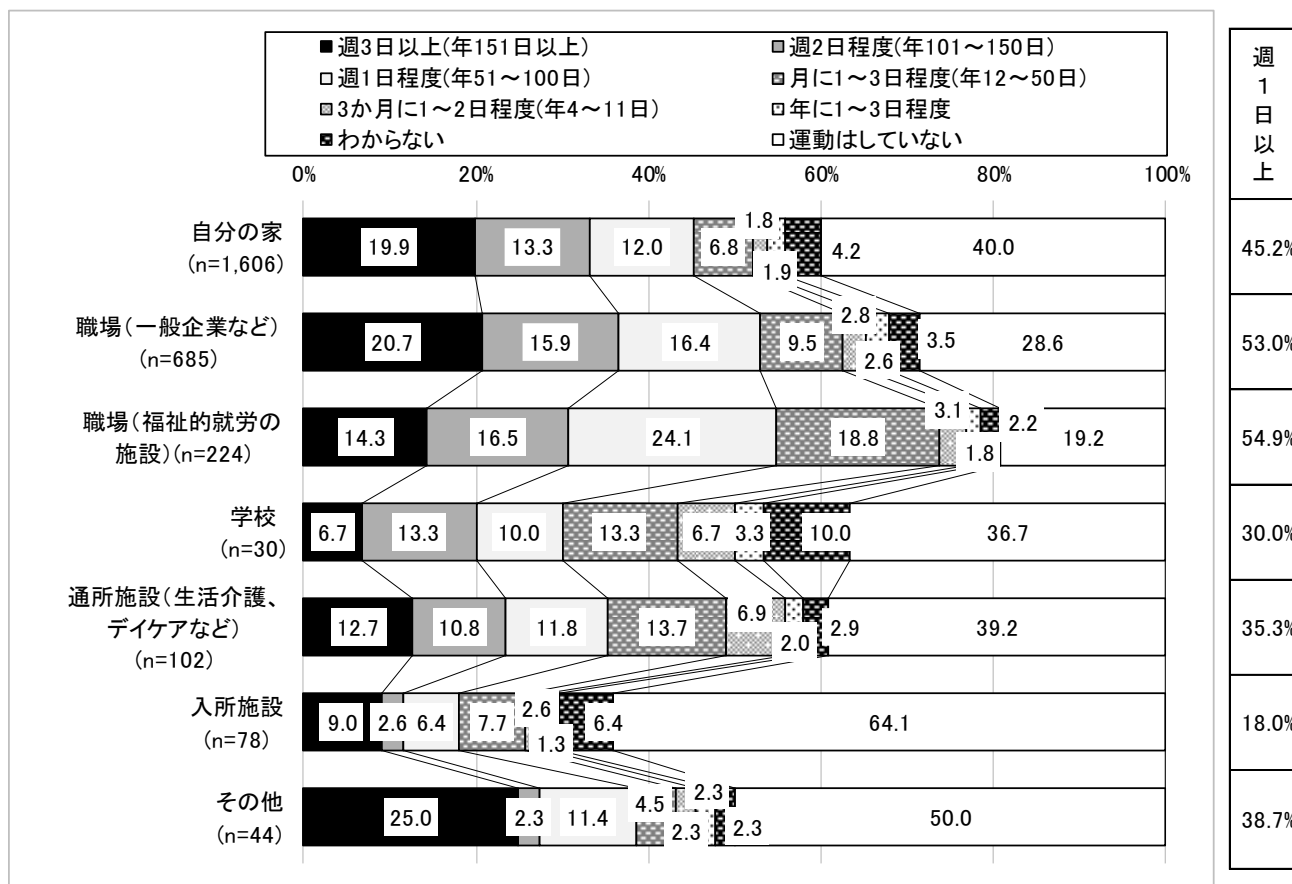 週3日以上(年151日以上)
週2日程度(年101～150日)
週1日程度(年51～100日)
月に1～3日程度(年12～50日)
3か月に1～2日程度(年4～11日)
年に1～3日程度
わからない
運動はしていない
0% 20% 40% 60% 80% 100%
週1日以上
自分の家
(n=1,606)
19.9 13.3 12.0 6.8 1.8 1.9 4.2 40.0
45.2%
職場（一般企業など）
(n=685)
20.7 15.9 16.4 9.5 2.8 2.6 3.5 28.6
53.0%
職場（福祉的就労の
施設）(n=224)
14.3 16.5 24.1 18.8 3.1 1.8 2.2 19.2
54.9%
学校
(n=30)
6.7 13.3 10.0 13.3 6.7 3.3 10.0 36.7
30.0%
通所施設（生活介護、
デイケアなど）
(n=102)
12.7 10.8 11.8 13.7 6.9 2.0 2.9 39.2
35.3%
入所施設
(n=78)
9.0 2.6 6.4 7.7 2.6 1.3 6.4 64.1
18.0%
その他
(n=44)
25.0 2.3 11.4 4.5 2.3 2.3 2.3 50.0
38.7%